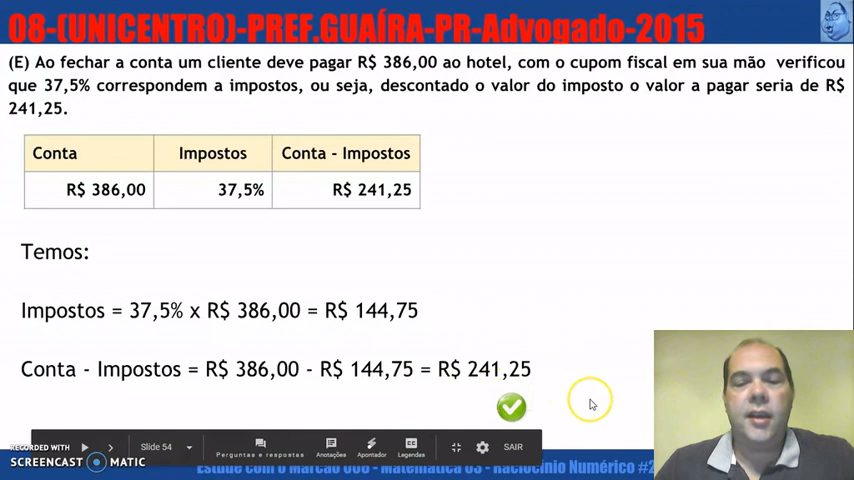 08-(UNICENTRO)-PREF.GUAÍRA-PR-Advogado-2015
(E) Ao fechar a conta um cliente deve pagar R$ 386,00 ao hotel, com o cupom fiscal em sua mão verificou
que 37,5% correspondem a impostos, ou seja, descontado o valor do imposto o valor a pagar seria de R$
241,25.
Conta Impostos Conta - Impostos
R$ 386,00 37,5% R$ 241,25
Temos:
Impostos = 37,5% x R$ 386,00 = R$ 144,75
Conta - Impostos = R$ 386,00 - R$ 144,75 = R$ 241,25
RECORDED WITH
SCREENCAST MATIC
Slide 54
Perguntas e respostas
Anotações
Apontador
Legendas
SAIR
Estude com o Marcão 006 - Matemática 03 - Raciocínio Numérico #2